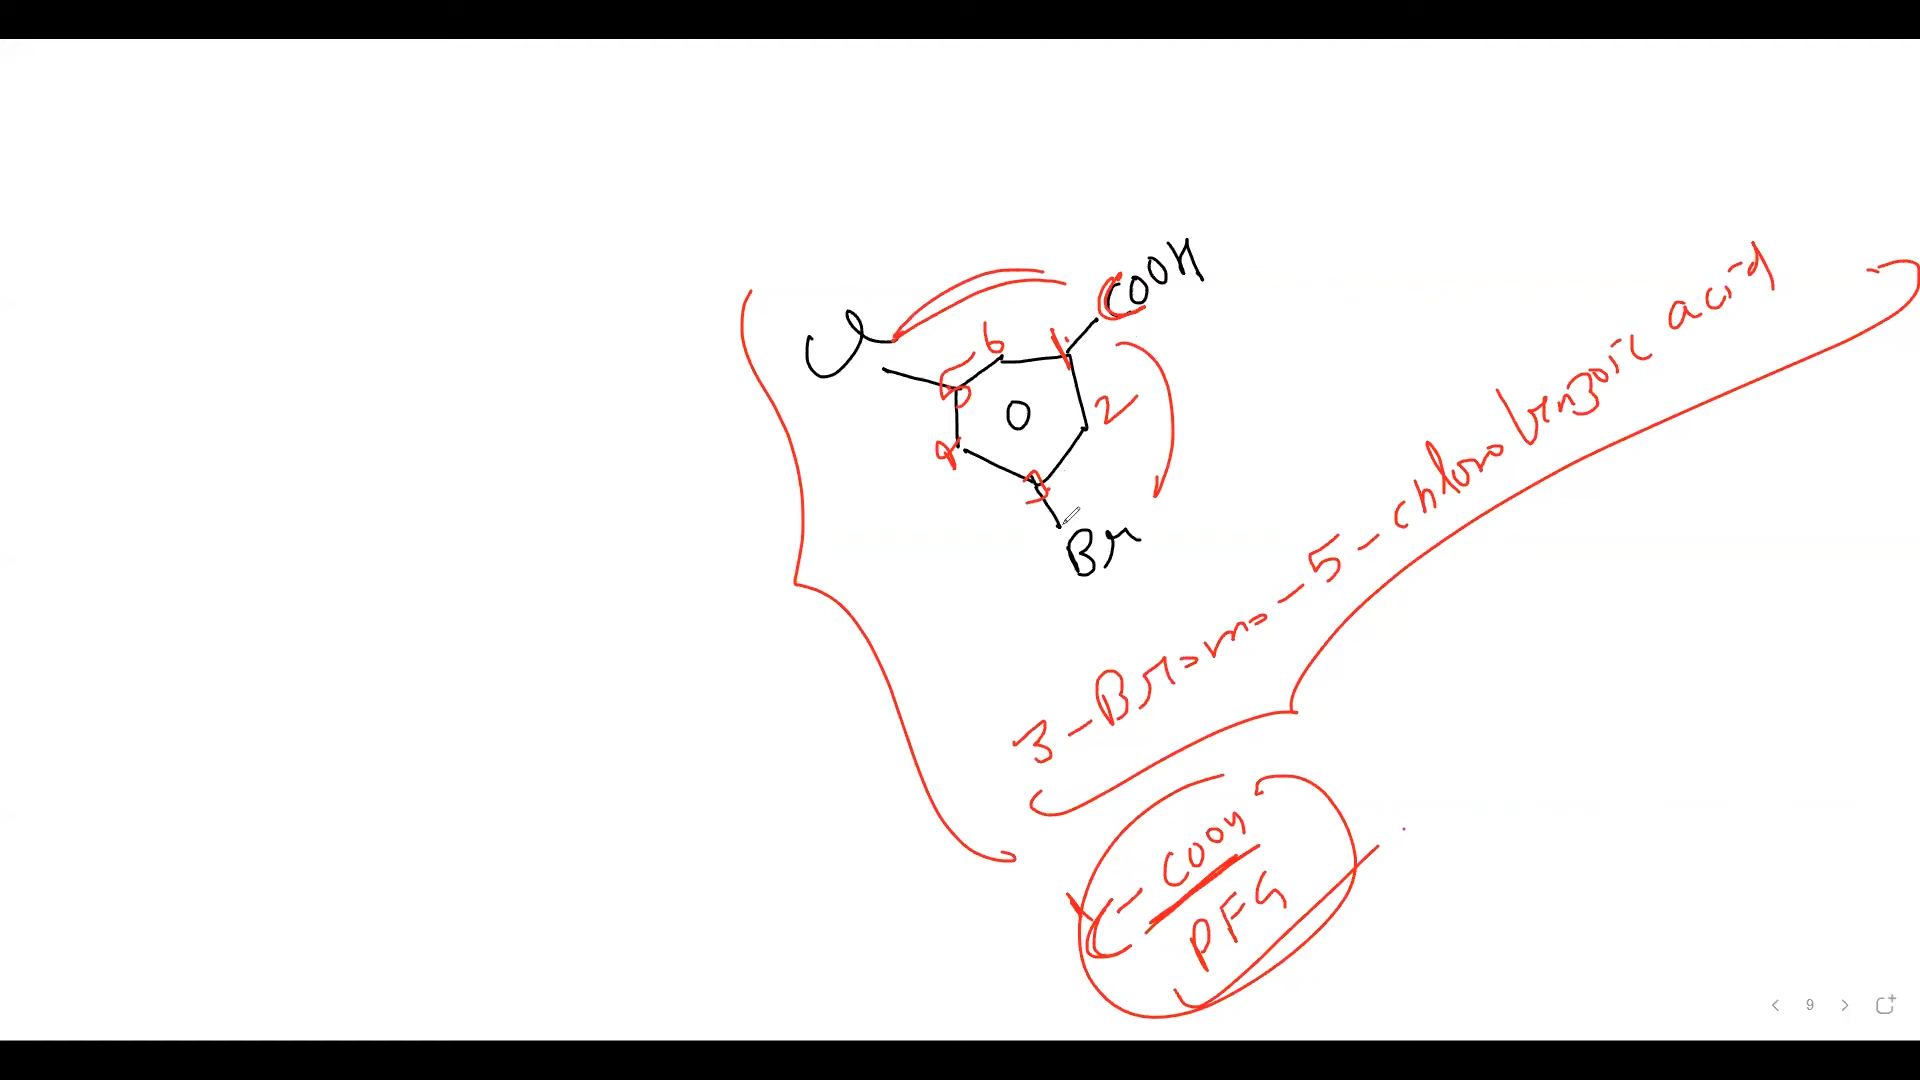 COOH
Cl
6
1
5
O
2
4
3
Br
3-Bromo-5-chlorobenzoic acid
C-COOH
PFG
9